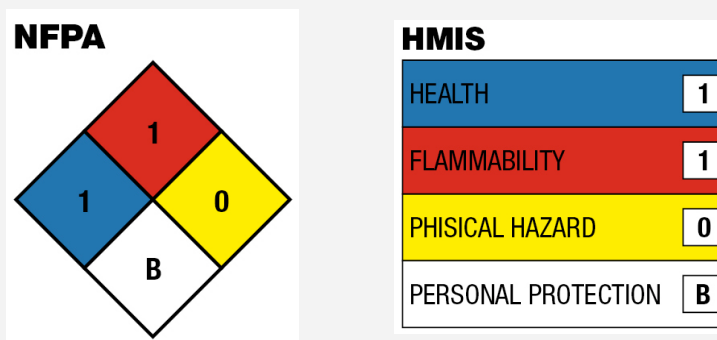 NFPA
1
1 0
B
HMIS
HEALTH 1
FLAMMABILITY 1
PHISICAL HAZARD 0
PERSONAL PROTECTION B